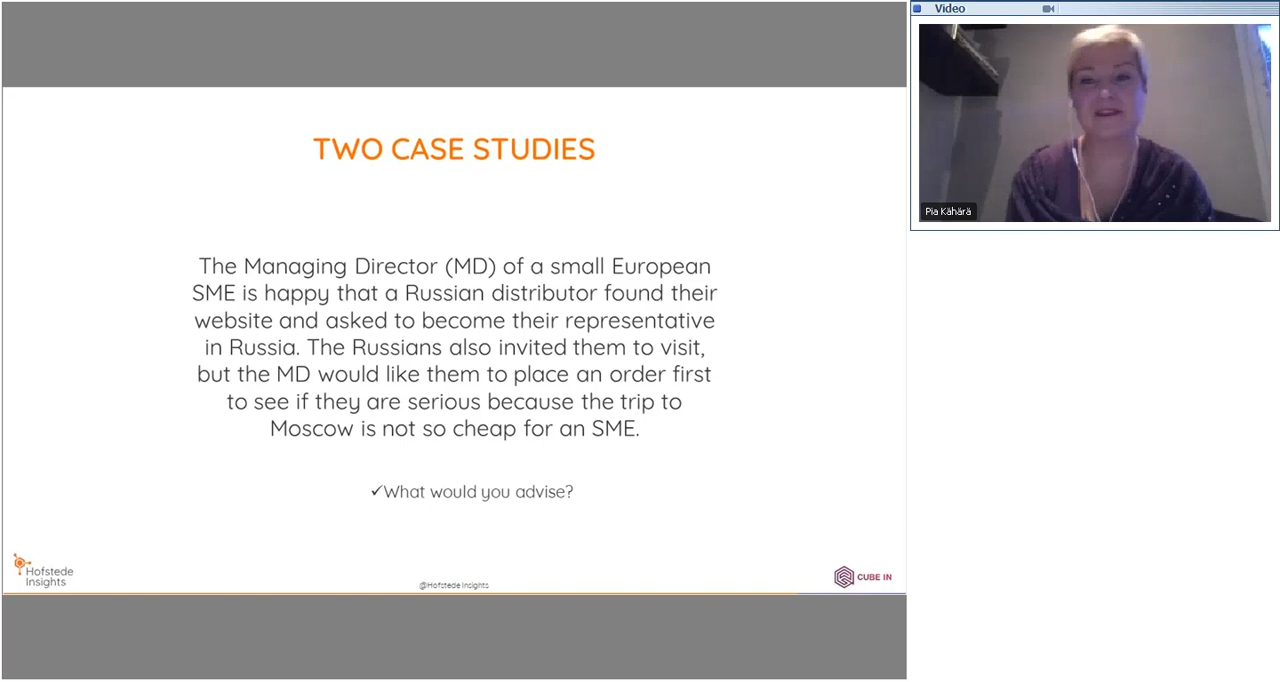 Video
Pia Kähärä
TWO CASE STUDIES
The Managing Director (MD) of a small European
SME is happy that a Russian distributor found their
website and asked to become their representative
in Russia. The Russians also invited them to visit,
but the MD would like them to place an order first
to see if they are serious because the trip to
Moscow is not so cheap for an SME.
✓What would you advise?
Hofstede
Insights
@Hofstede Insights
CUBE IN